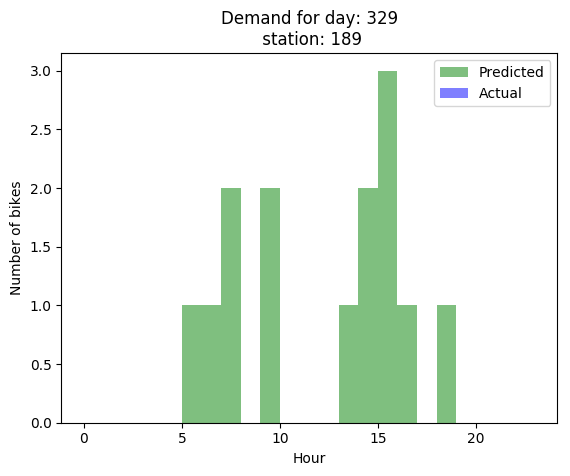 Demand for day: 329
station: 189
Predicted
Actual
Number of bikes
3.0
2.5
2.0
1.5
1.0
0.5
0.0
0 5 10 15 20
Hour